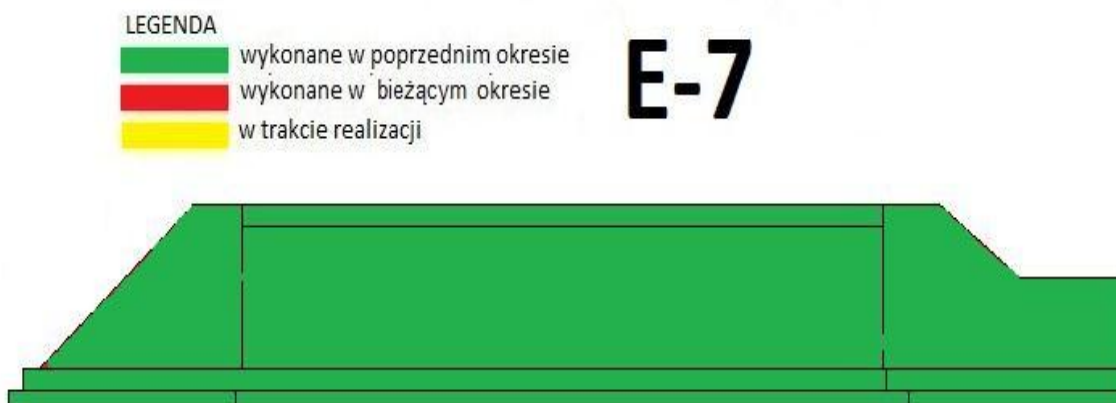 LEGENDA
wykonane w poprzednim okresie
wykonane w bieżącym okresie
w trakcie realizacji
E-7